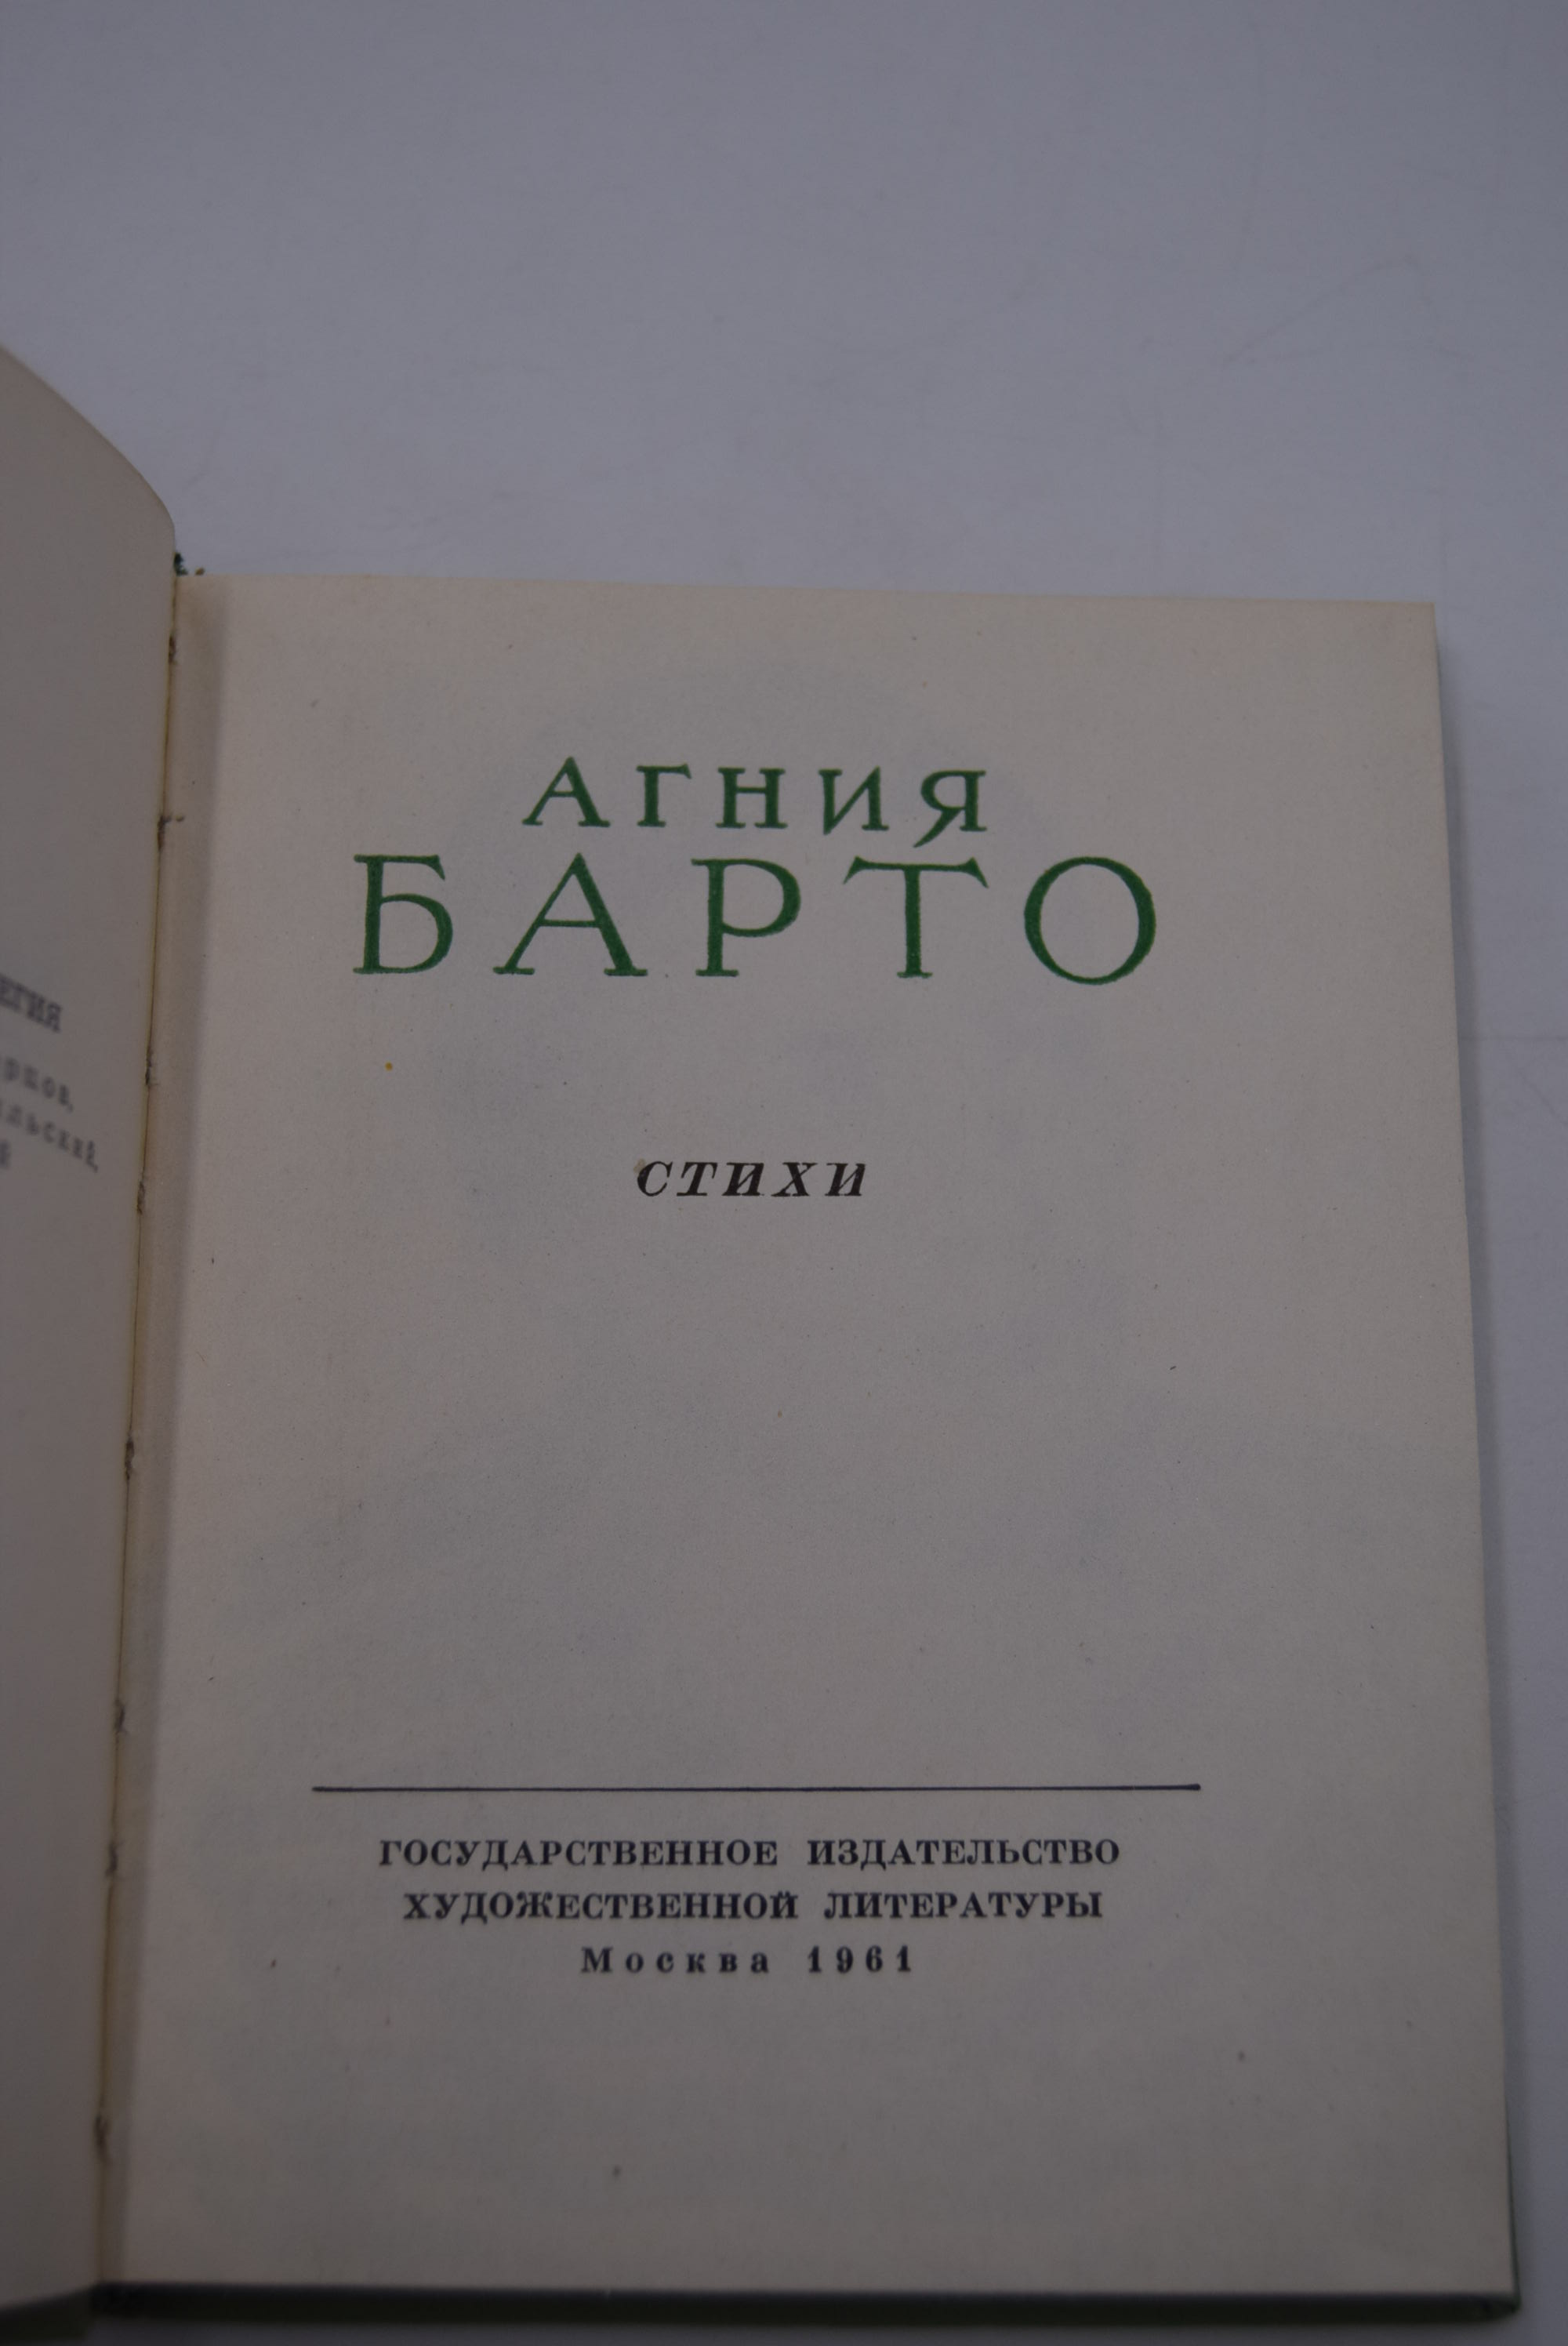 АГНИЯ
БАРТО
СТИХИ
ГОСУДАРСТВЕННОЕ ИЗДАТЕЛЬСТВО
ХУДОЖЕСТВЕННОЙ ЛИТЕРАТУРЫ
Москва 1961